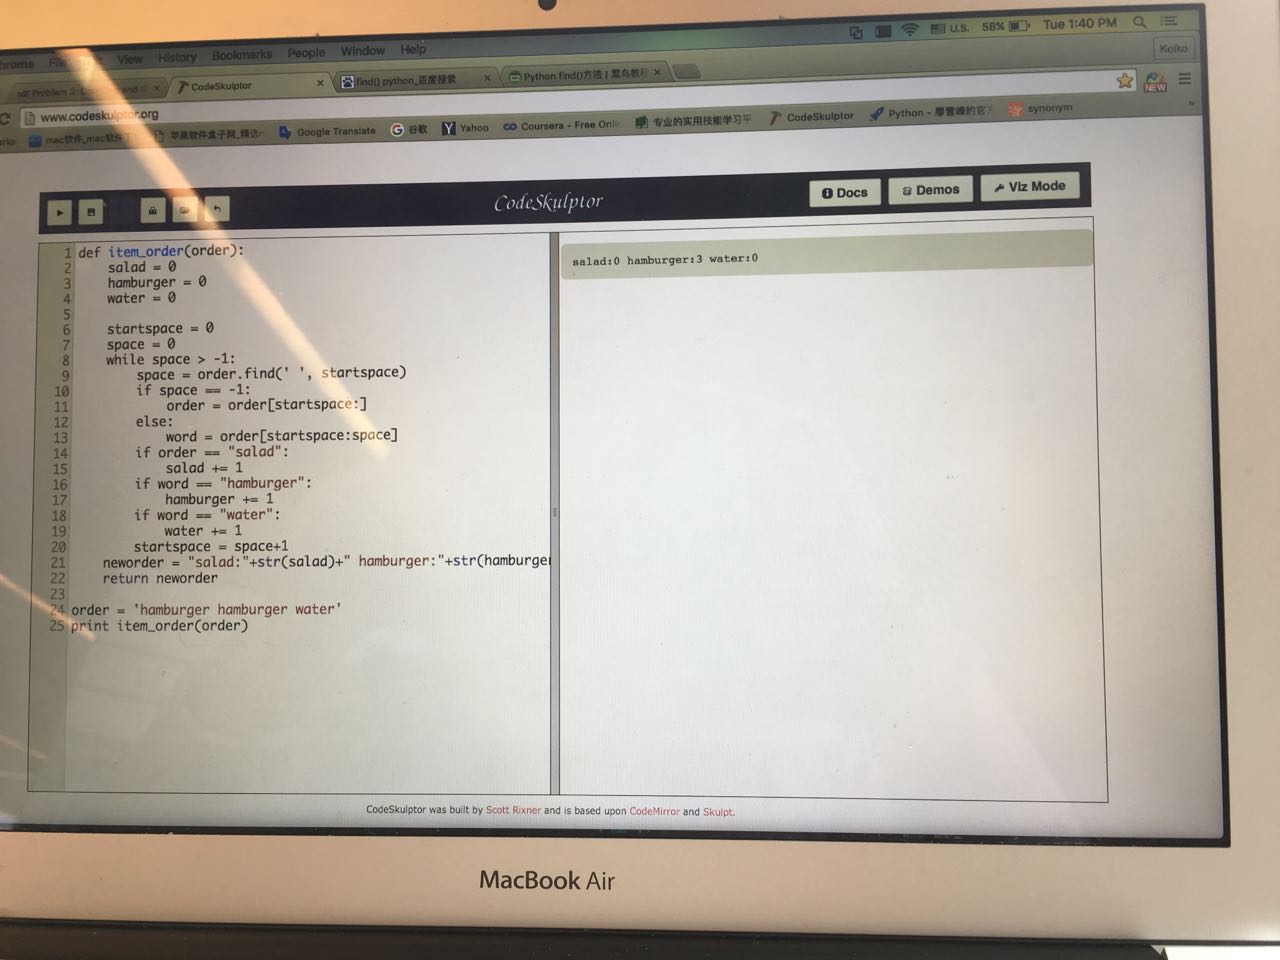 File View History Bookmarks People Window Help U.S. 58% Tue 1:40 PM
Keiko
Problem 3: CodeSkulptor find() python_百度搜索 Python find()方法 | 菜鸟教程
www.codeskulptor.org NEW
mac软件_mac软件 苹果软件盒子网_精选 Google Translate 谷歌 Yahoo Coursera - Free Onli 专业的实用技能学习平 CodeSkulptor Python - 廖雪峰的官方 synonym
CodeSkulptor Docs Demos Viz Mode
1 def item_order(order):
2 salad = 0
3 hamburger = 0
4 water = 0
5
6 startspace = 0
7 space = 0
8 while space > -1:
9 space = order.find(' ', startspace)
10 if space == -1:
11 order = order[startspace:]
12 else:
13 word = order[startspace:space]
14 if order == "salad":
15 salad += 1
16 if word == "hamburger":
17 hamburger += 1
18 if word == "water":
19 water += 1
20 startspace = space+1
21 neworder = "salad:"+str(salad)+" hamburger:"+str(hamburger
22 return neworder
23
24 order = 'hamburger hamburger water'
25 print item_order(order)
salad:0 hamburger:3 water:0
CodeSkulptor was built by Scott Rixner and is based upon CodeMirror and Skulpt.
MacBook Air